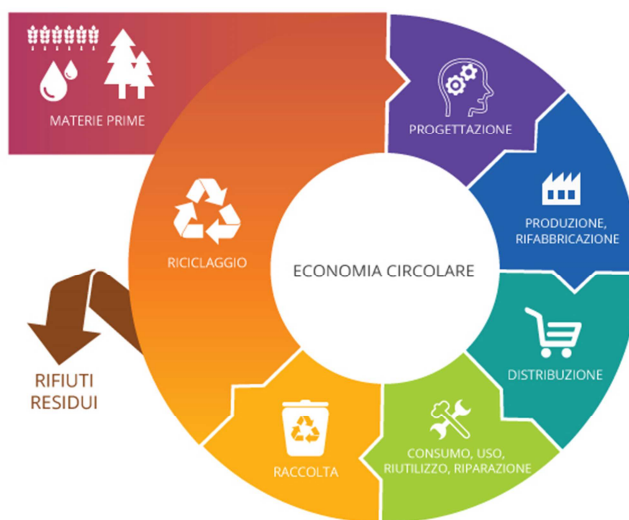 MATERIE PRIME
PROGETTAZIONE
PRODUZIONE,
RIFABBRICAZIONE
RICICLAGGIO
ECONOMIA CIRCOLARE
DISTRIBUZIONE
RIFIUTI
RESIDUI
CONSUMO, USO,
RIUTILIZZO, RIPARAZIONE
RACCOLTA